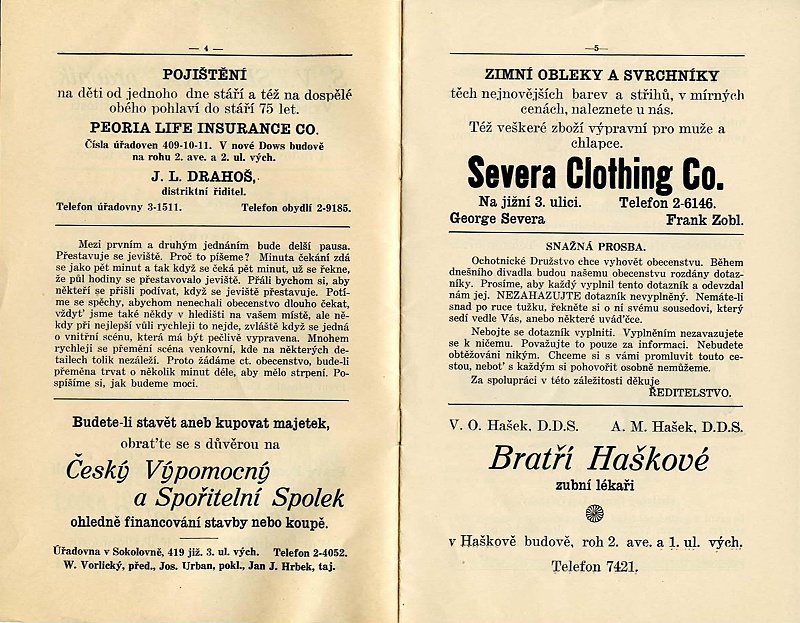 — 4 —
POJIŠTĚNÍ
na děti od jednoho dne stáří a též na dospělé
obého pohlaví do stáří 75 let.
PEORIA LIFE INSURANCE CO.
Čísla úřadoven 409-10-11. V nové Dows budově
na rohu 2. ave. a 2. ul. vých.
J. L. DRAHOŠ,
distriktní řiditel.
Telefon úřadovny 3-1511. Telefon obydlí 2-9185.
Mezi prvním a druhým jednáním bude delší pausa.
Přestavuje se jeviště. Proč to píšeme? Minuta čekání zdá
se jako pět minut a tak když se čeká pět minut, už se řekne,
že půl hodiny se přestavovalo jeviště. Přáli bychom si, aby
někteří se přišli podívat, když se jeviště přestavuje. Potí-
me se spěchy, abychom nenechali obecenstvo dlouho čekat,
vždyť jsme také někdy v hledišti na vašem místě, ale ně-
kdy při nejlepší vůli rychleji to nejde, zvláště když se jedná
o vnitřní scénu, která má být pečlivě vypravena. Mnohem
rychleji se přemění scéna venkovní, kde na některých de-
tailech tolik nezáleží. Proto žádáme ct. obecenstvo, bude-li
přeměna trvat o několik minut déle, aby mělo strpení. Po-
spíšíme si, jak budeme moci.
Budete-li stavět aneb kupovat majetek,
obraťte se s důvěrou na
Český Výpomocný
a Spořitelní Spolek
ohledně financování stavby nebo koupě.
Úřadovna v Sokolovně, 419 již. 3. ul. vých. Telefon 2-4052.
W. Vorlický, před., Jos. Urban, pokl., Jan J. Hrbek, taj.
—5—
ZIMNÍ OBLEKY A SVRCHNÍKY
těch nejnovějších barev a střihů, v mírných
cenách, naleznete u nás.
Též veškeré zboží výpravní pro muže a
chlapce.
Severa Clothing Co.
Na jižní 3. ulici. Telefon 2-6146.
George Severa Frank Zobl.
SNAŽNÁ PROSBA.
Ochotnické Družstvo chce vyhovět obecenstvu. Během
dnešního divadla budou našemu obecenstvu rozdány dotaz-
níky. Prosíme, aby každý vyplnil tento dotazník a odevzdal
nám jej. NEZAHAZUJTE dotazník nevyplněný. Nemáte-li
snad po ruce tužku, řekněte si o ní svému sousedovi, který
sedí vedle Vás, anebo některé uvád'čce.
Nebojte se dotazník vyplniti. Vyplněním nezavazujete
se k ničemu. Považujte to pouze za informaci. Nebudete
obtěžováni nikým. Chceme si s vámi promluvit touto ce-
stou, neboť s každým si pohovořit osobně nemůžeme.
Za spolupráci v této záležitosti děkuje
ŘEDITELSTVO.
V. O. Hašek, D.D.S. A. M. Hašek, D.D.S.
Bratří Haškové
zubní lékaři
v Haškově budově, roh 2. ave. a 1. ul. vých.
Telefon 7421.